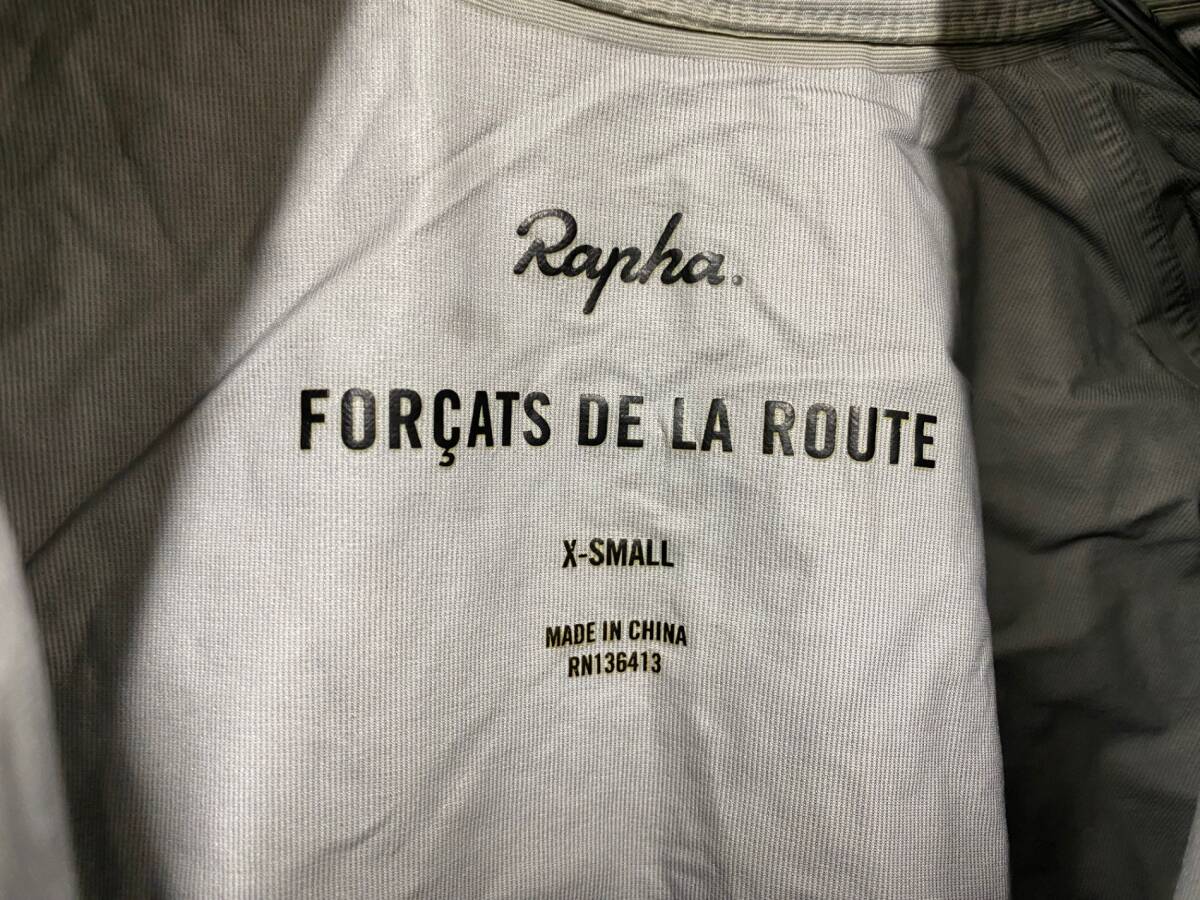 Rapha.
FORÇATS DE LA ROUTE
X-SMALL
MADE IN CHINA
RN136413